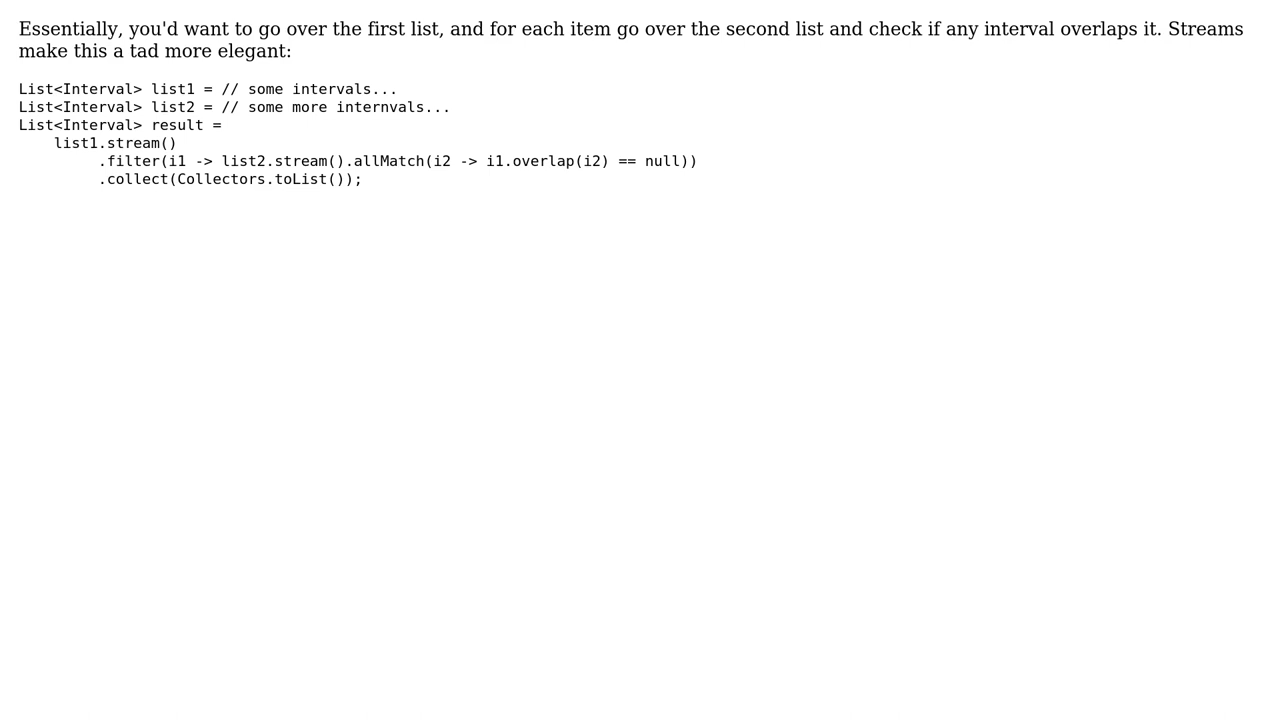 Essentially, you'd want to go over the first list, and for each item go over the second list and check if any interval overlaps it. Streams
make this a tad more elegant:
List<Interval> list1 = // some intervals...
List<Interval> list2 = // some more internvals...
List<Interval> result =
    list1.stream()
         .filter(i1 -> list2.stream().allMatch(i2 -> i1.overlap(i2) == null))
         .collect(Collectors.toList());